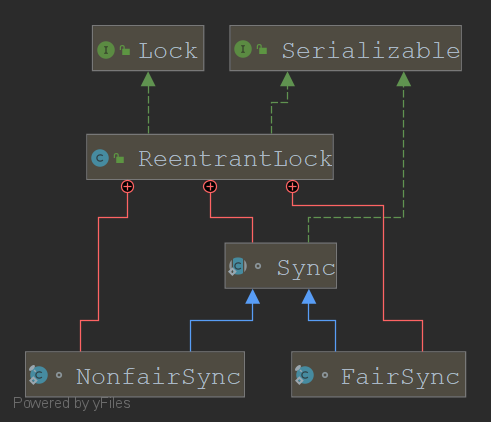 Lock
Serializable
ReentrantLock
Sync
NonfairSync
FairSync
Powered by yFiles